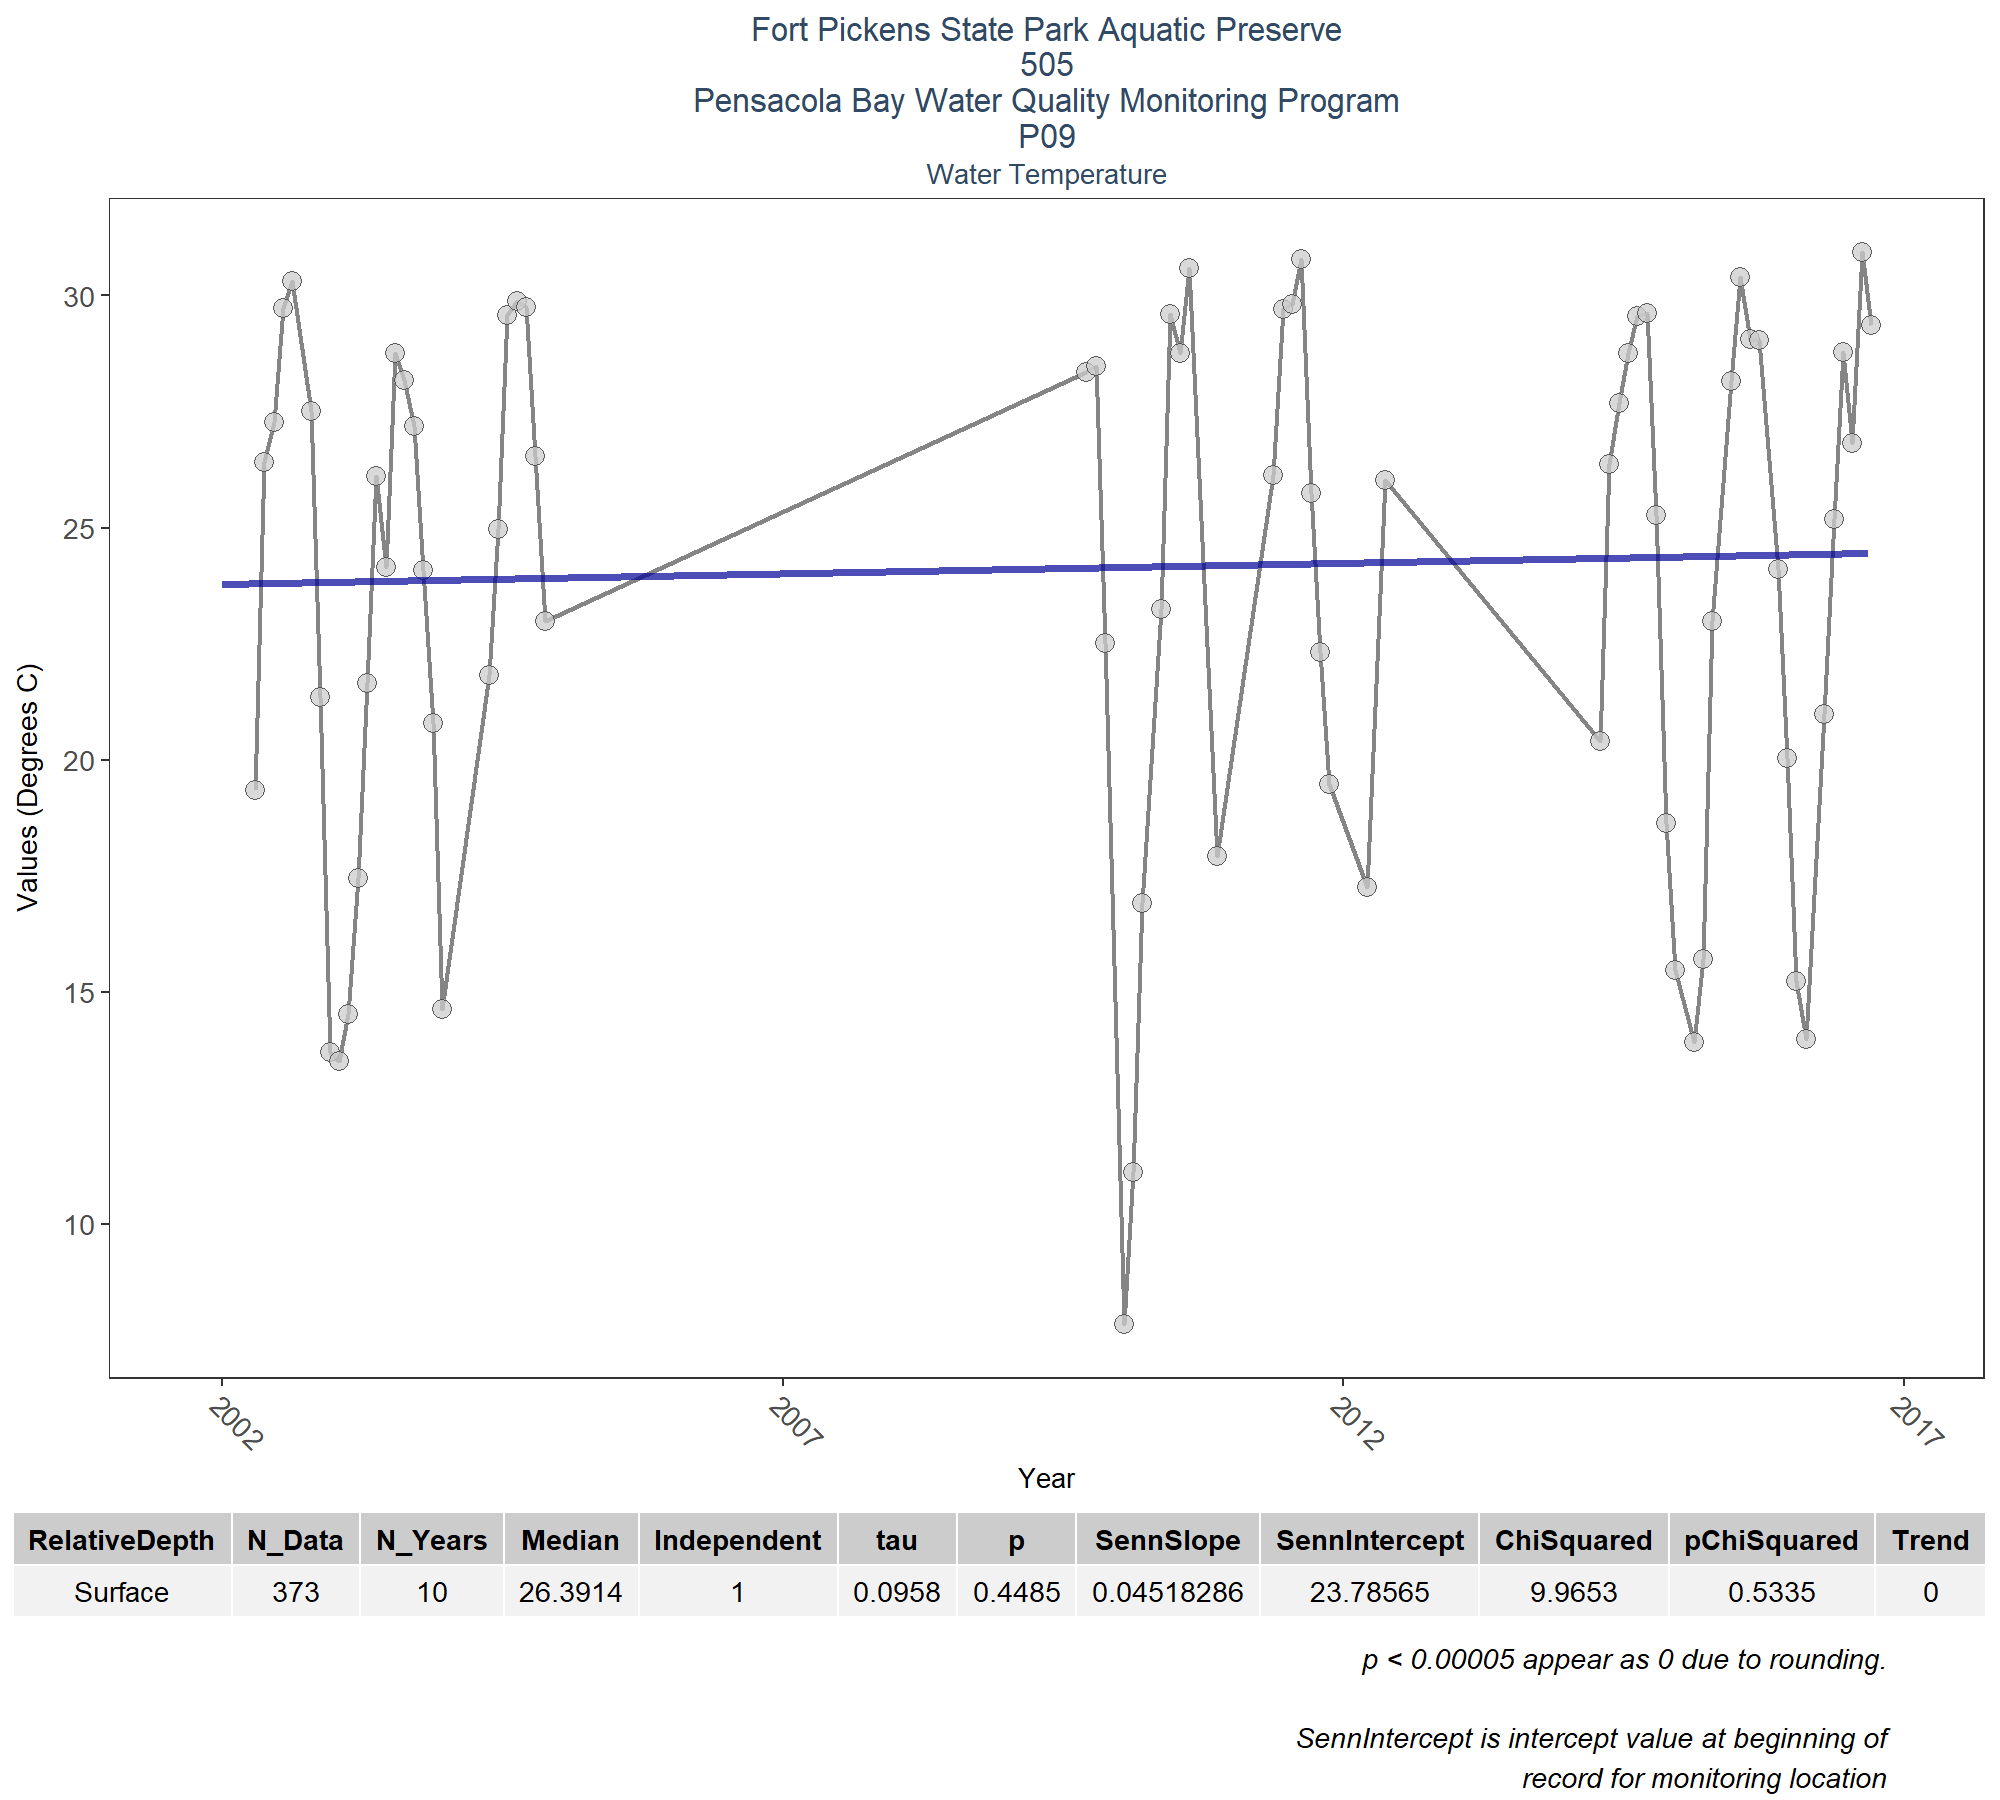 Fort Pickens State Park Aquatic Preserve
505
Pensacola Bay Water Quality Monitoring Program
P09
Water Temperature
Values (Degrees C)
30
25
20
15
10
2002 2007 2012 2017
Year
RelativeDepth N_Data N_Years Median Independent tau p SennSlope SennIntercept ChiSquared pChiSquared Trend
Surface 373 10 26.3914 1 0.0958 0.4485 0.04518286 23.78565 9.9653 0.5335 0
p < 0.00005 appear as 0 due to rounding.
SennIntercept is intercept value at beginning of
record for monitoring location